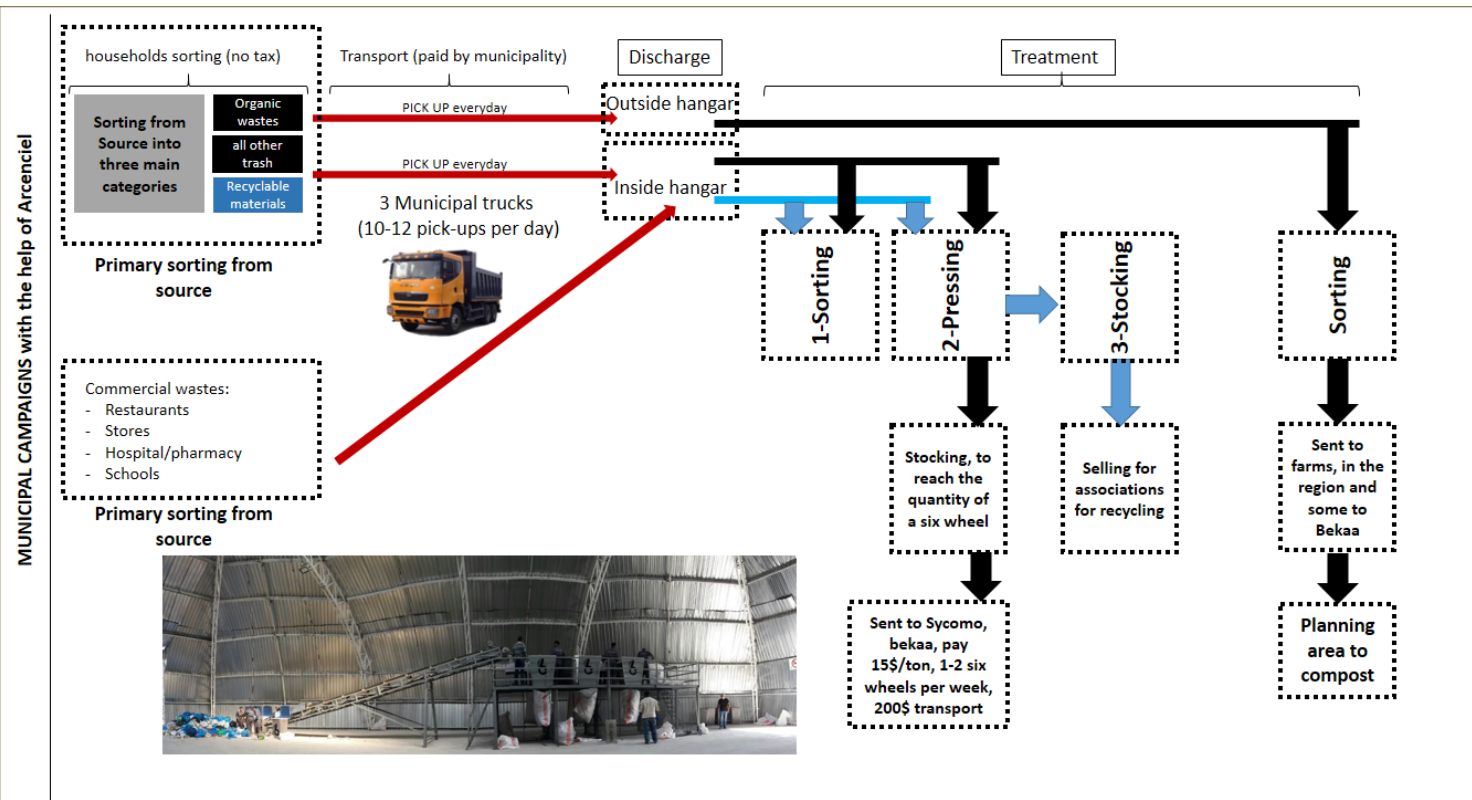 MUNICIPAL CAMPAIGNS with the help of Arcenciel
households sorting (no tax)
Transport (paid by municipality)
Discharge
Treatment
Sorting from
Source into
three main
categories
Organic
wastes
all other
trash
Recyclable
materials
Primary sorting from
source
PICK UP everyday
PICK UP everyday
3 Municipal trucks
(10-12 pick-ups per day)
Outside hangar
Inside hangar
1-Sorting
2-Pressing
3-Stocking
Sorting
Commercial wastes:
- Restaurants
- Stores
- Hospital/pharmacy
- Schools
Primary sorting from
source
Stocking, to
reach the
quantity of
a six wheel
Selling for
associations
for recycling
Sent to
farms, in the
region and
some to
Bekaa
Sent to Sycomo,
bekaa, pay
15$/ton, 1-2 six
wheels per week,
200$ transport
Planning
area to
compost